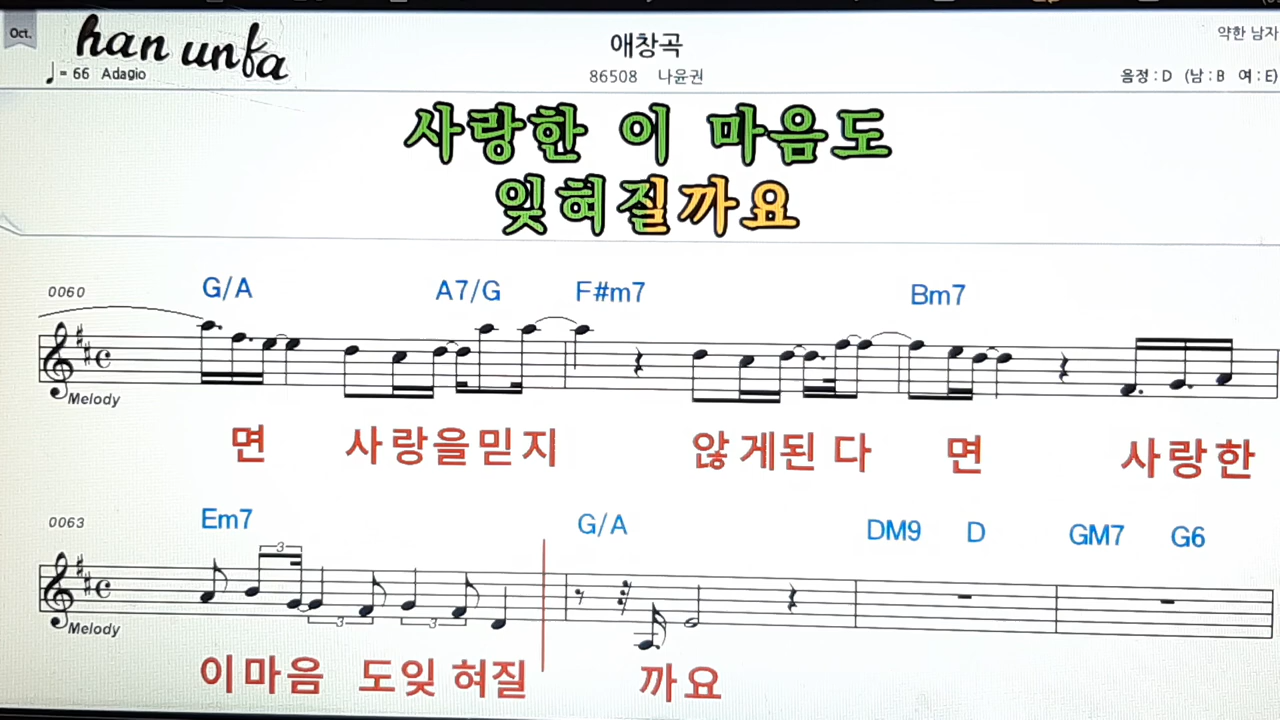 Oct.
han unfa
♩= 66 Adagio
애창곡
86508 나윤권
약한 남자
음정 : D (남 : B 여 : E)
사랑한 이 마음도
잊혀질까요
0060
G/A A7/G F#m7 Bm7
Melody
면 사랑을믿지 않게된 다 면 사랑한
0063
Em7 G/A DM9 D GM7 G6
3
3 3
Melody
이마음 도잊 혀질 까요